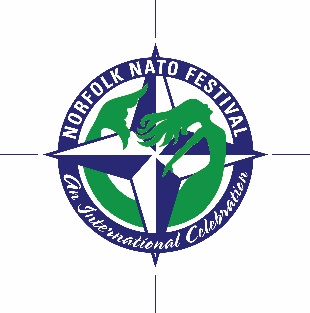 NORFOLK NATO FESTIVAL
An International Celebration